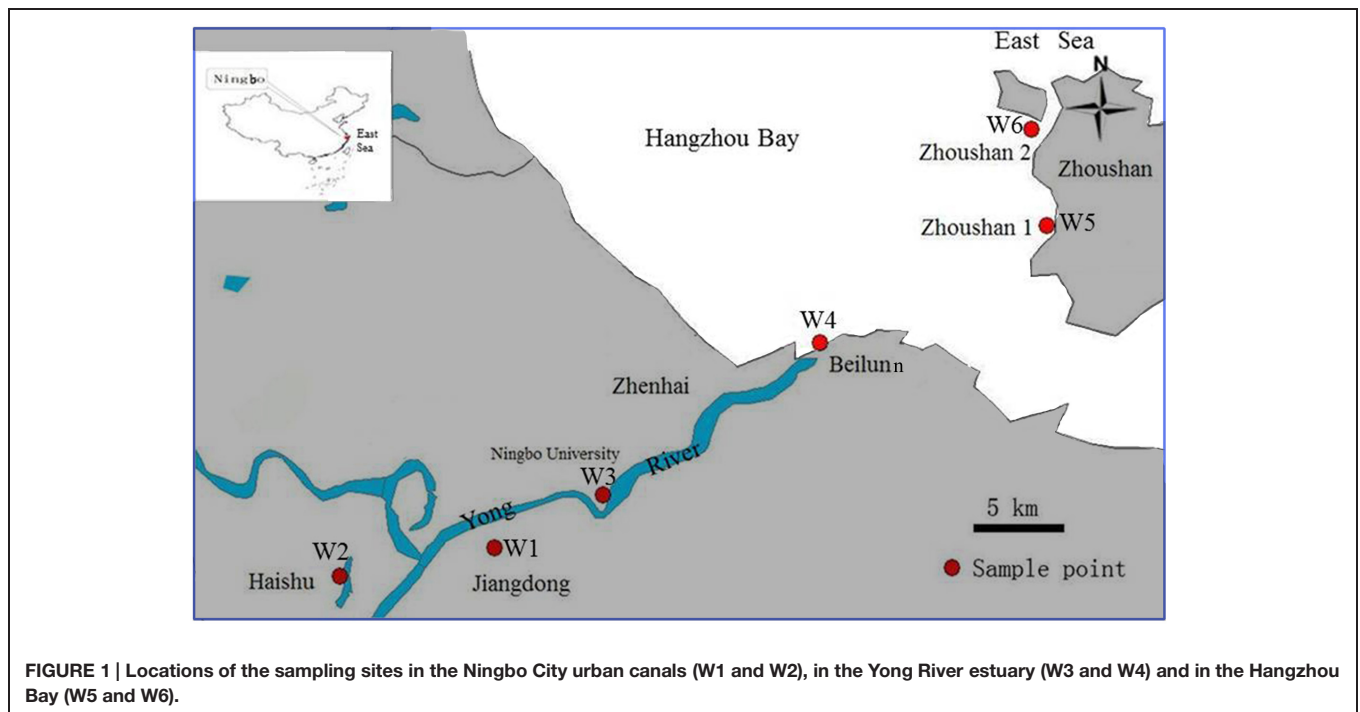 East Sea
N
Ningbo
East
Sea
Hangzhou Bay
W6
Zhoushan 2
Zhoushan
Zhoushan 1
W5
W4
Beilunn
Zhenhai
Ningbo University
W3
River
Yong
5 km
W2
W1
Haishu
Jiangdong
Sample point
FIGURE 1 | Locations of the sampling sites in the Ningbo City urban canals (W1 and W2), in the Yong River estuary (W3 and W4) and in the Hangzhou
Bay (W5 and W6).